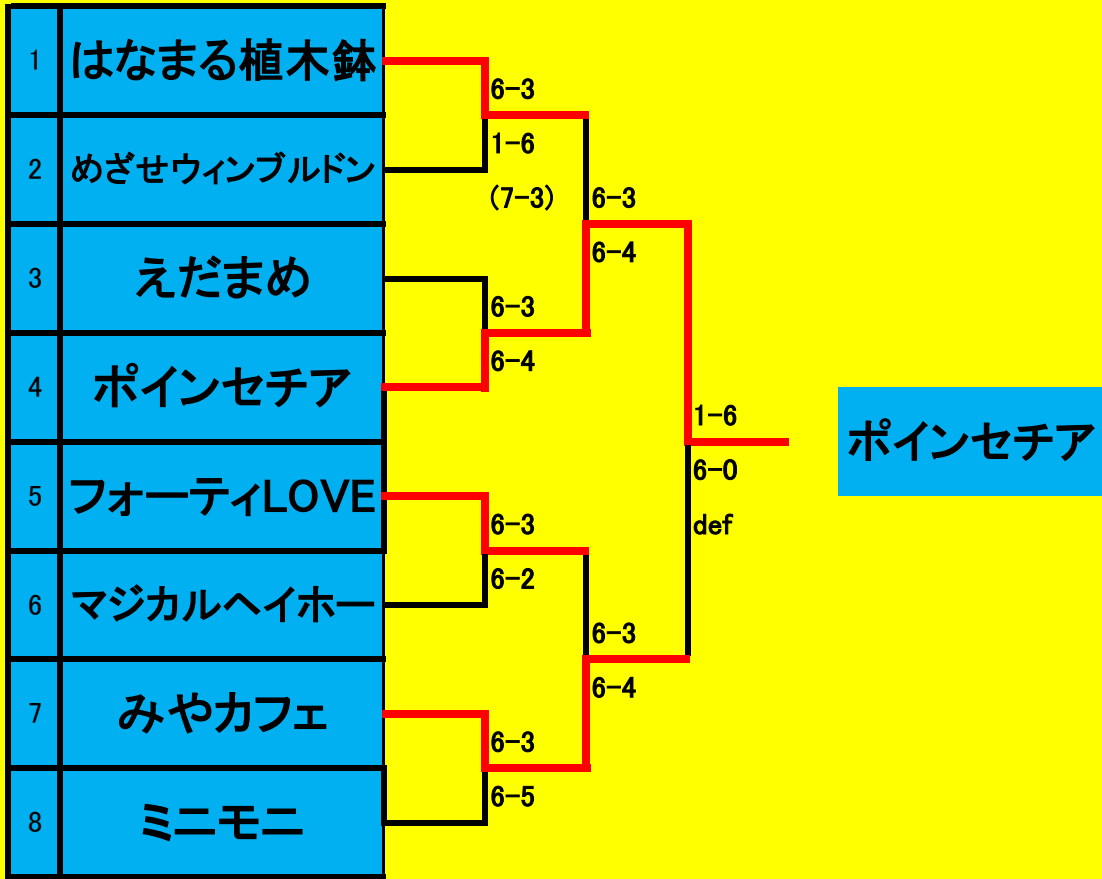 1 はなまる植木鉢
2 めざせウィンブルドン
3 えだまめ
4 ポインセチア
5 フォーティLOVE
6 マジカルヘイホー
7 みやカフェ
8 ミニモニ
6-3
1-6
(7-3)
6-3
6-4
6-3
6-2
6-3
6-5
6-3
6-4
6-3
6-4
1-6
6-0
def
ポインセチア